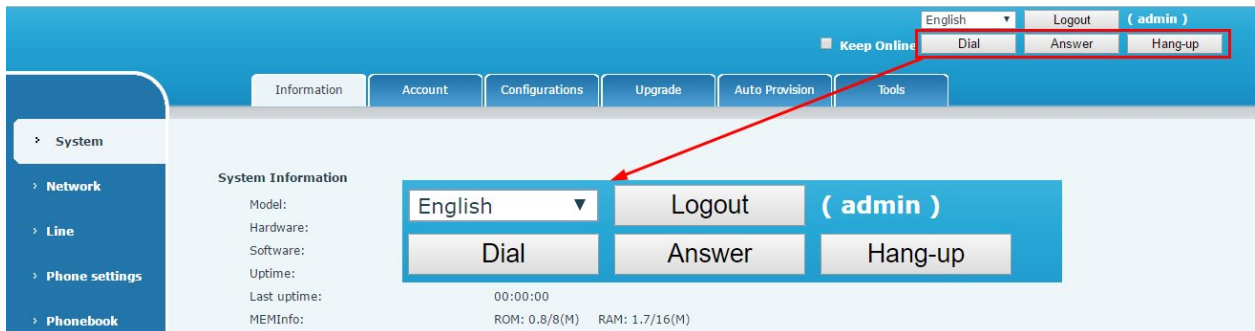 English ▼ Logout ( admin )
Keep Online Dial Answer Hang-up
Information Account Configurations Upgrade Auto Provision Tools
› System
› Network
› Line
› Phone settings
› Phonebook
System Information
Model:
Hardware:
Software:
Uptime:
Last uptime: 00:00:00
MEMInfo: ROM: 0.8/8(M) RAM: 1.7/16(M)
English ▼ Logout ( admin )
Dial Answer Hang-up